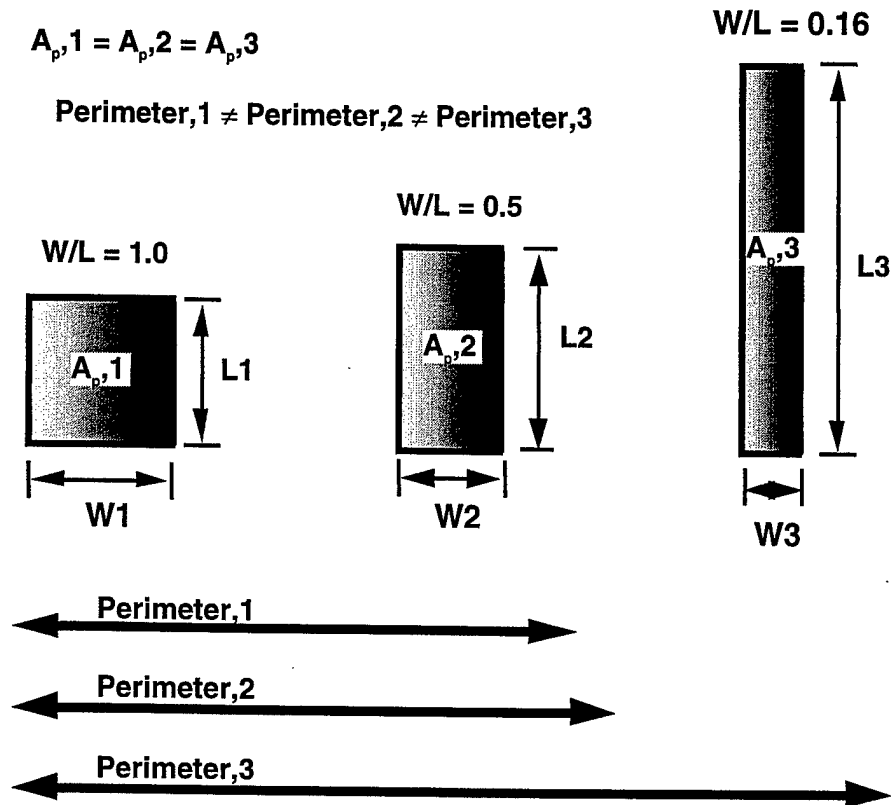 A_p,1 = A_p,2 = A_p,3
W/L = 0.16
Perimeter,1 ≠ Perimeter,2 ≠ Perimeter,3
W/L = 0.5
W/L = 1.0
A_p,3
L3
A_p,1
L1
A_p,2
L2
W1
W2
W3
Perimeter,1
Perimeter,2
Perimeter,3